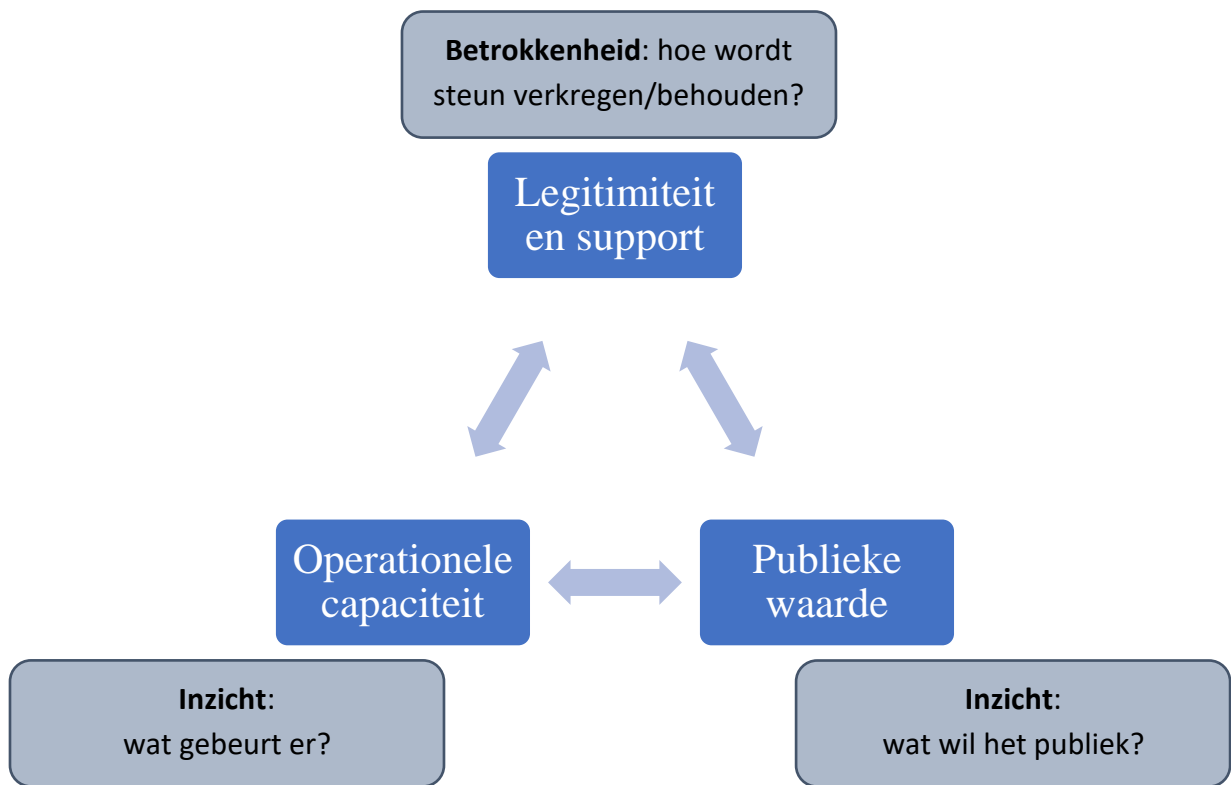 Betrokkenheid: hoe wordt
steun verkregen/behouden?
Legitimiteit
en support
Operationele
capaciteit
Publieke
waarde
Inzicht:
wat gebeurt er?
Inzicht:
wat wil het publiek?